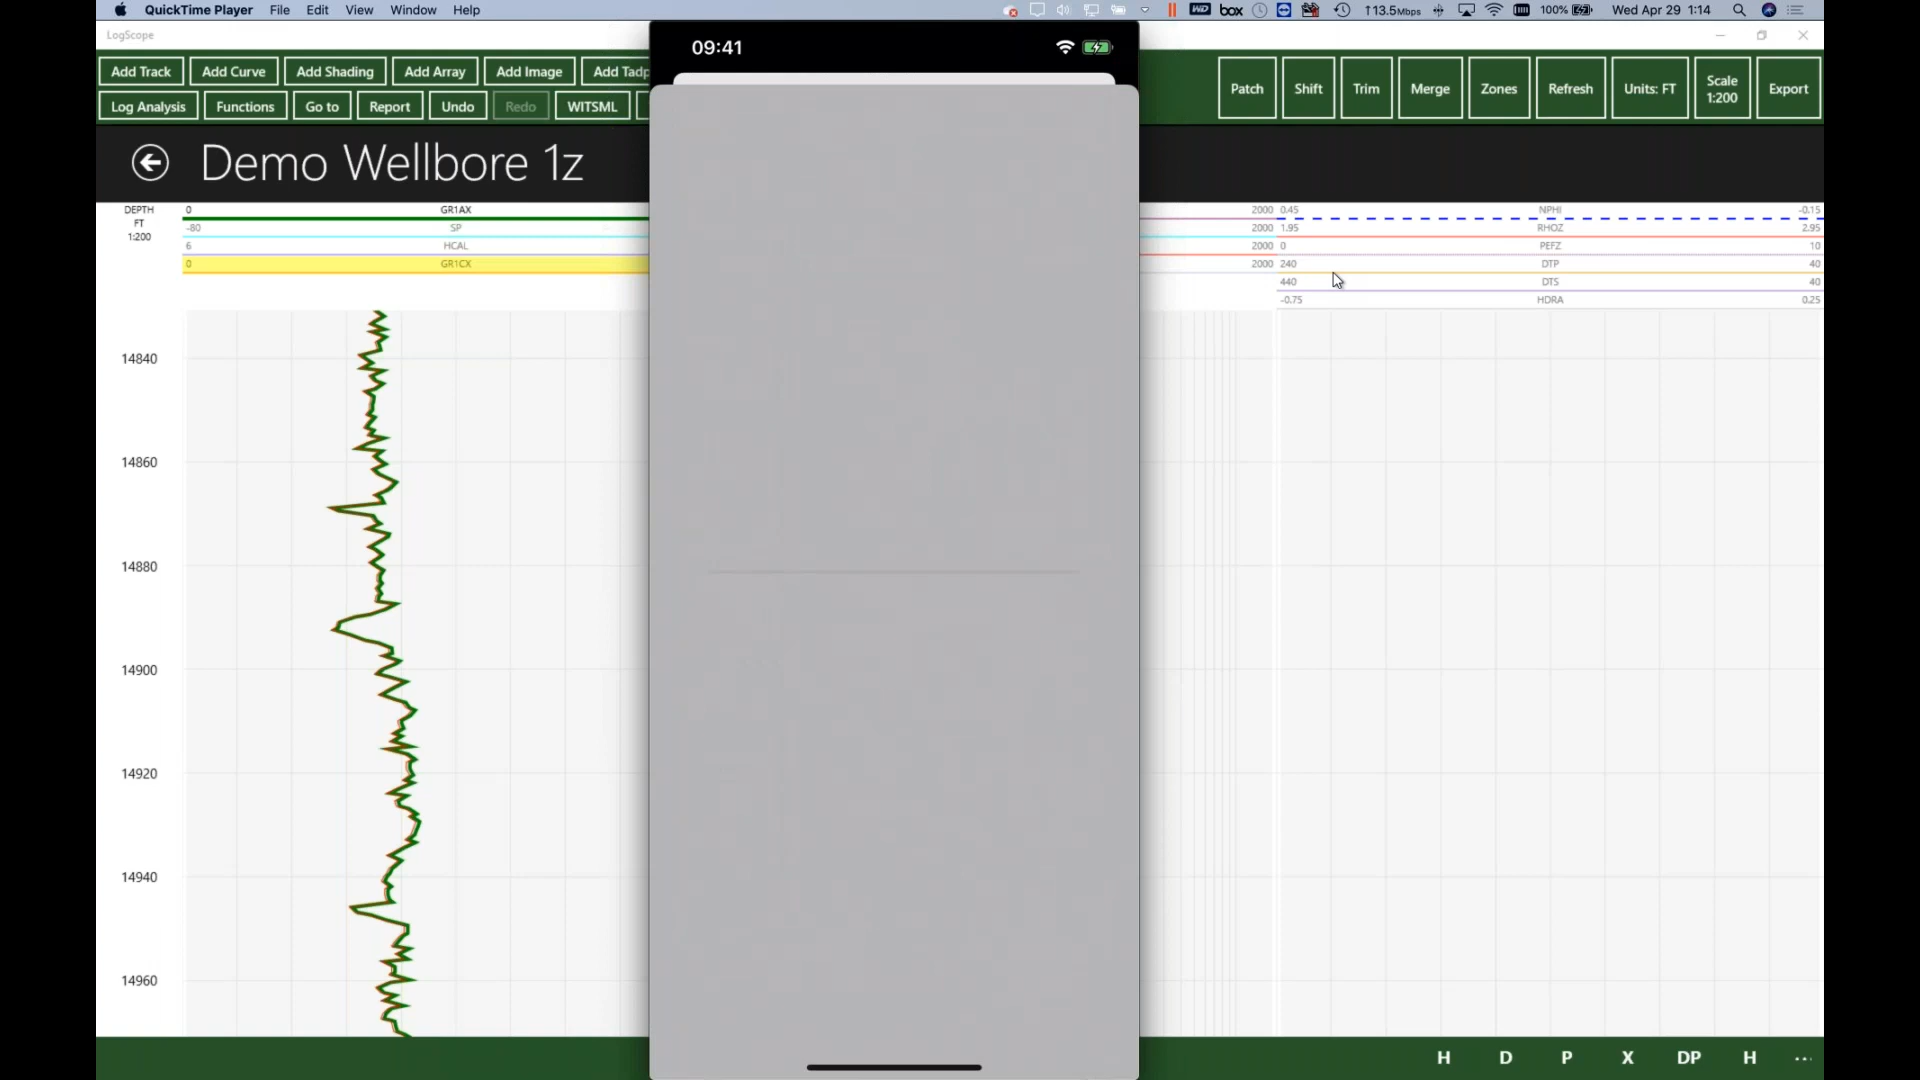 QuickTime Player File Edit View Window Help
WD box ↑13.5Mbps 100% Wed Apr 29 1:14
LogScope
09:41
Add Track Add Curve Add Shading Add Array Add Image Add Tadp
Log Analysis Functions Go to Report Undo Redo WITSML
Patch Shift Trim Merge Zones Refresh Units: FT Scale 1:200 Export
Demo Wellbore 1z
DEPTH
FT
1:200
0 GR1AX
-80 SP
6 HCAL
0 GR1CX
2000 0.45 NPHI -0.15
2000 1.95 RHOZ 2.95
2000 0 PEFZ 10
2000 240 DTP 40
440 DTS 40
-0.75 HDRA 0.25
14840
14860
14880
14900
14920
14940
14960
H D P X DP H ...